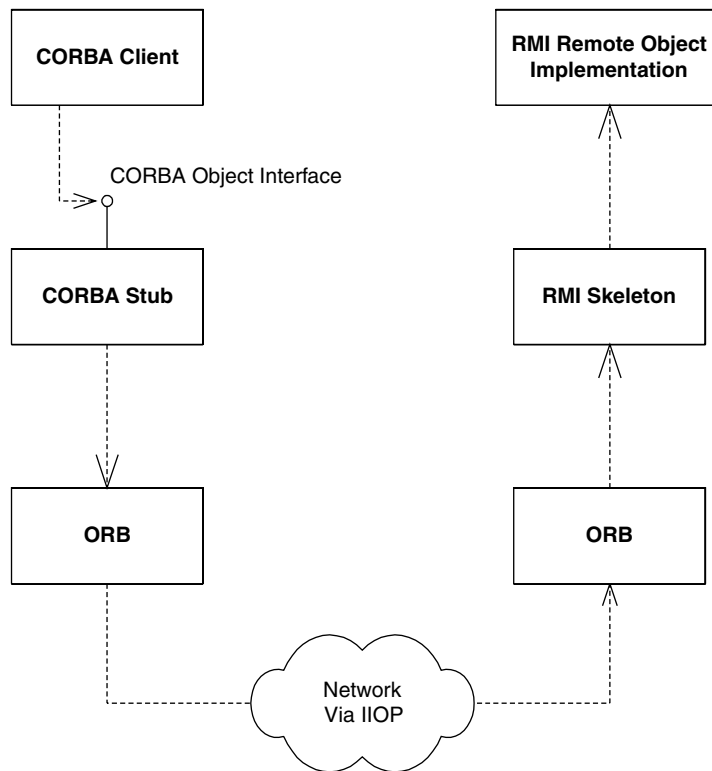 CORBA Client
RMI Remote Object
Implementation
CORBA Object Interface
CORBA Stub
RMI Skeleton
ORB
ORB
Network
Via IIOP